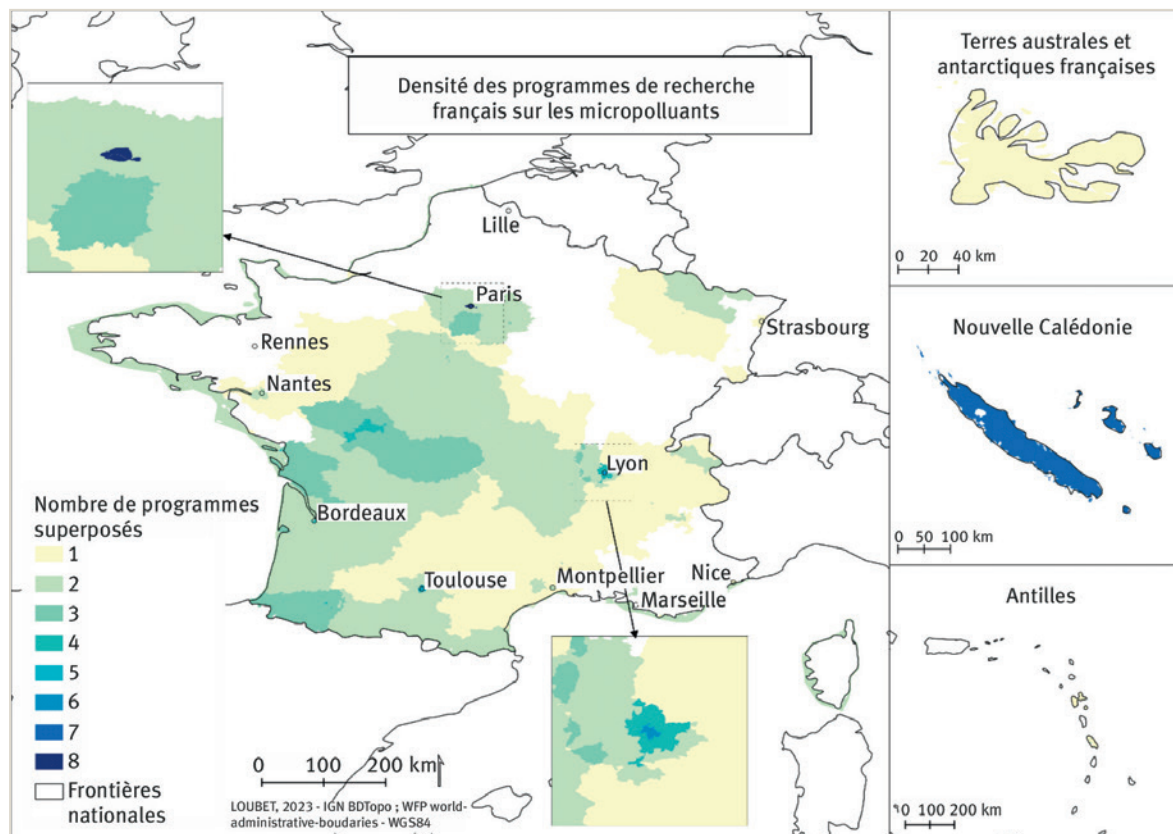 Densité des programmes de recherche
français sur les micropolluants
Lille
Paris
Strasbourg
Rennes
Nantes
Lyon
Bordeaux
Toulouse
Montpellier
Nice
Marseille
Nombre de programmes
superposés
1
2
3
4
5
6
7
8
Frontières
nationales
0 100 200 km
LOUBET, 2023 - IGN BDTopo ; WFP world-
administrative-boudaries - WGS84
Terres australes et
antarctiques françaises
0 20 40 km
Nouvelle Calédonie
0 50 100 km
Antilles
0 100 200 km